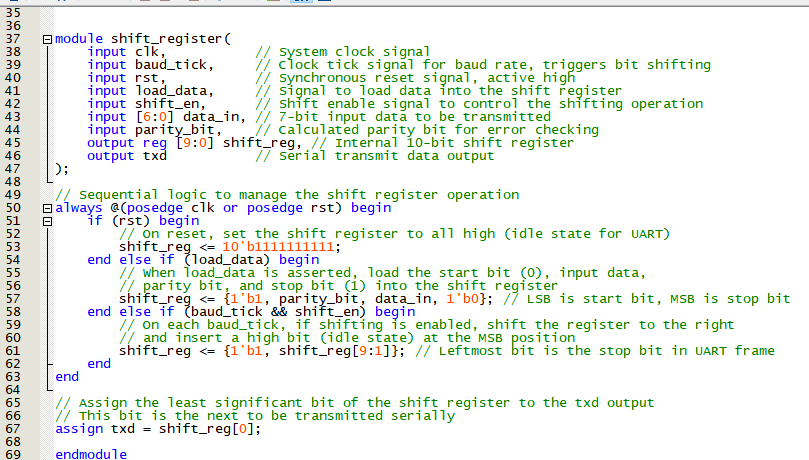 35
36
37 module shift_register(
38     input clk,           // System clock signal
39     input baud_tick,     // Clock tick signal for baud rate, triggers bit shifting
40     input rst,           // Synchronous reset signal, active high
41     input load_data,     // Signal to load data into the shift register
42     input shift_en,      // Shift enable signal to control the shifting operation
43     input [6:0] data_in, // 7-bit input data to be transmitted
44     input parity_bit,    // Calculated parity bit for error checking
45     output reg [9:0] shift_reg, // Internal 10-bit shift register
46     output txd           // Serial transmit data output
47 );
48
49 // Sequential logic to manage the shift register operation
50 always @(posedge clk or posedge rst) begin
51     if (rst) begin
52         // On reset, set the shift register to all high (idle state for UART)
53         shift_reg <= 10'b1111111111;
54     end else if (load_data) begin
55         // When load_data is asserted, load the start bit (0), input data,
56         // parity bit, and stop bit (1) into the shift register
57         shift_reg <= {1'b1, parity_bit, data_in, 1'b0}; // LSB is start bit, MSB is stop bit
58     end else if (baud_tick && shift_en) begin
59         // On each baud_tick, if shifting is enabled, shift the register to the right
60         // and insert a high bit (idle state) at the MSB position
61         shift_reg <= {1'b1, shift_reg[9:1]}; // Leftmost bit is the stop bit in UART frame
62     end
63 end
64
65 // Assign the least significant bit of the shift register to the txd output
66 // This bit is the next to be transmitted serially
67 assign txd = shift_reg[0];
68
69 endmodule